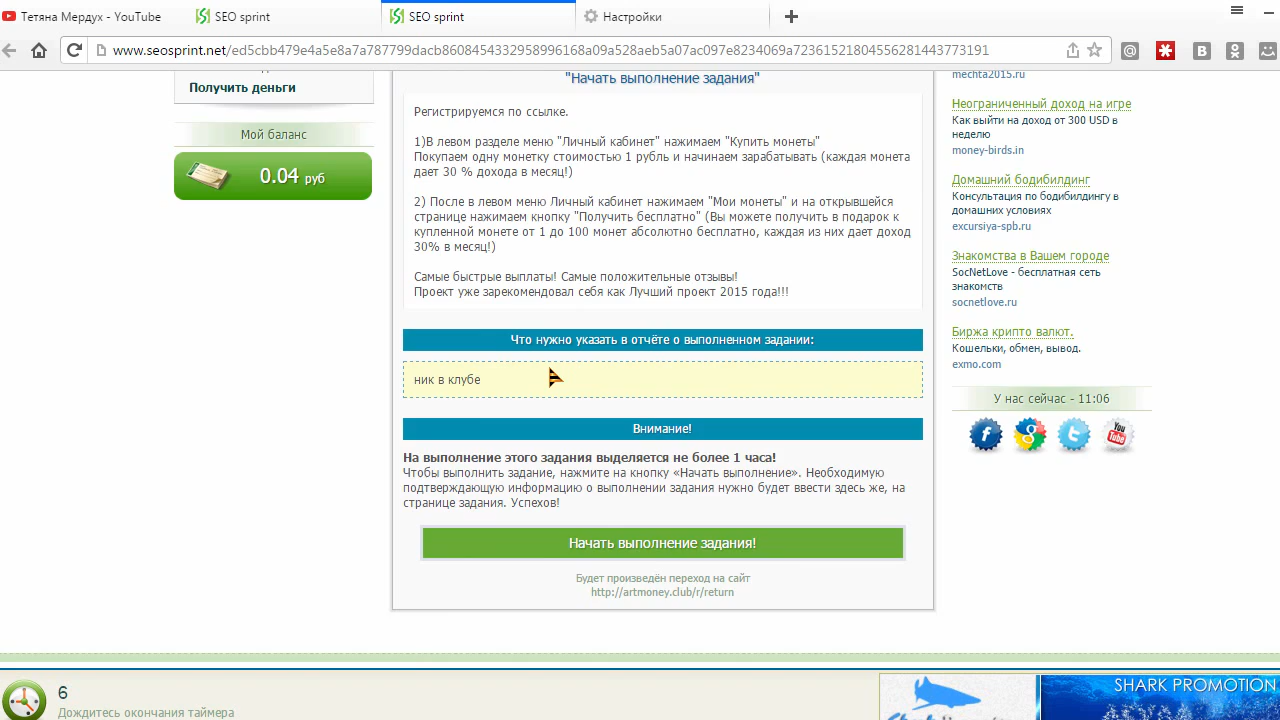 Тетяна Мердух - YouTube
SEO sprint
SEO sprint
Настройки
www.seosprint.net/ed5cbb479e4a5e8a7a787799dacb8608454332958996168a09a528aeb5a07ac097e8234069a72361521804556281443773191
Получить деньги
Мой баланс
0.04 руб
"Начать выполнение задания"
Регистрируемся по ссылке.
1)В левом разделе меню "Личный кабинет" нажимаем "Купить монеты"
Покупаем одну монетку стоимостью 1 рубль и начинаем зарабатывать (каждая монета
дает 30 % дохода в месяц!)
2) После в левом меню Личный кабинет нажимаем "Мои монеты" и на открывшейся
странице нажимаем кнопку "Получить бесплатно" (Вы можете получить в подарок к
купленной монете от 1 до 100 монет абсолютно бесплатно, каждая из них дает доход
30% в месяц!)
Самые быстрые выплаты! Самые положительные отзывы!
Проект уже зарекомендовал себя как Лучший проект 2015 года!!!
Что нужно указать в отчёте о выполненном задании:
ник в клубе
Внимание!
На выполнение этого задания выделяется не более 1 часа!
Чтобы выполнить задание, нажмите на кнопку «Начать выполнение». Необходимую
подтверждающую информацию о выполнении задания нужно будет ввести здесь же, на
странице задания. Успехов!
Начать выполнение задания!
Будет произведён переход на сайт
http://artmoney.club/r/return
mechta2015.ru
Неограниченный доход на игре
Как выйти на доход от 300 USD в
неделю
money-birds.in
Домашний бодибилдинг
Консультация по бодибилдингу в
домашних условиях
excursiya-spb.ru
Знакомства в Вашем городе
SocNetLove - бесплатная сеть
знакомств
socnetlove.ru
Биржа крипто валют.
Кошельки, обмен, вывод.
exmo.com
У нас сейчас - 11:06
You
Tube
6
Дождитесь окончания таймера
SHARK PROMOTION